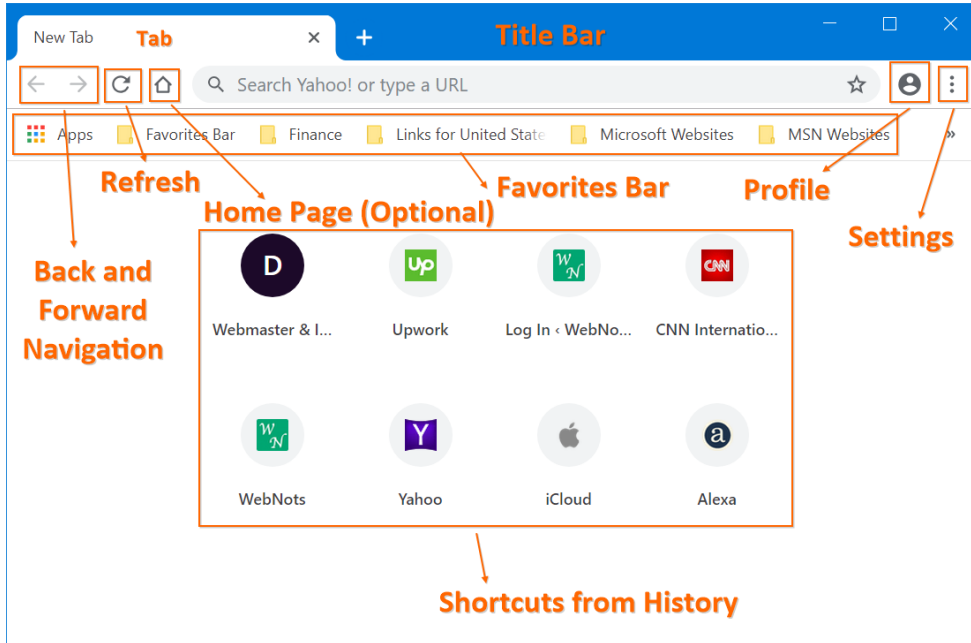 New Tab Tab Title Bar
Search Yahoo! or type a URL
Apps Favorites Bar Finance Links for United State Microsoft Websites MSN Websites »
Refresh Favorites Bar Profile
Home Page (Optional)
Settings
Back and
Forward
Navigation
D Up WN CNN
Webmaster & I... Upwork Log In ‹ WebNo... CNN Internatio...
WN Y a
WebNots Yahoo iCloud Alexa
Shortcuts from History